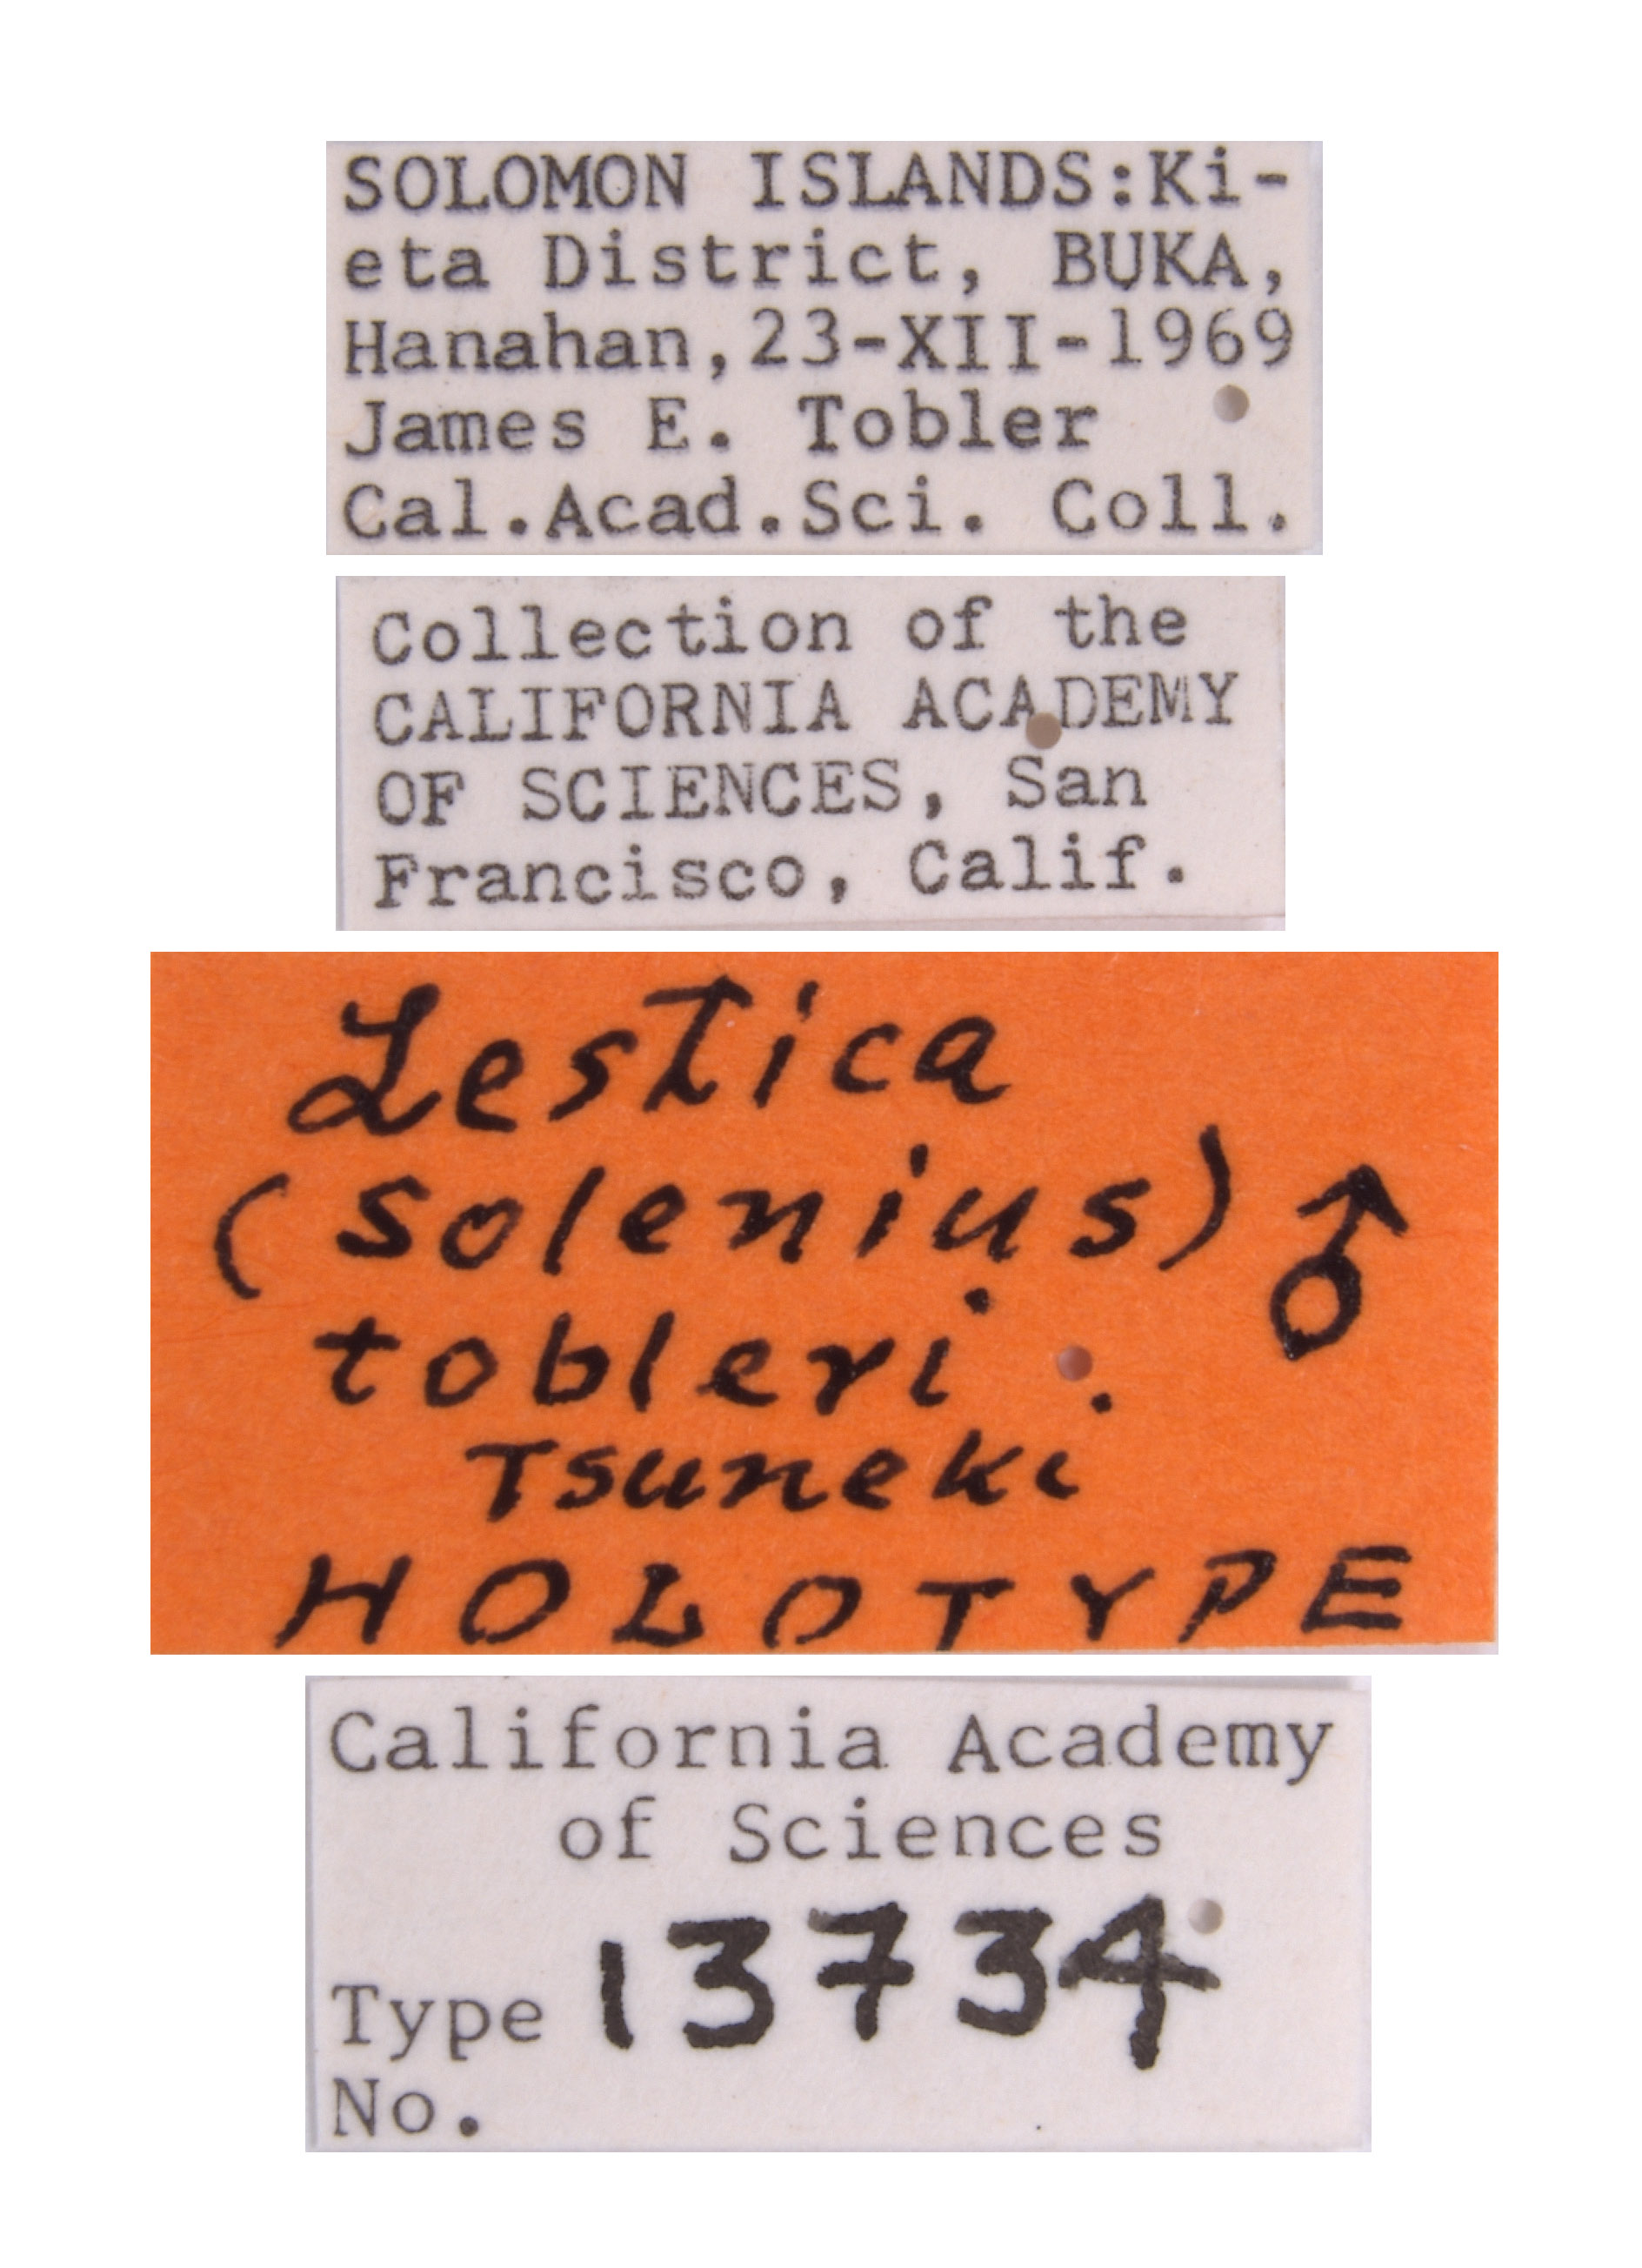 SOLOMON ISLANDS:Ki-
eta District, BUKA,
Hanahan,23-XII-1969
James E. Tobler
Cal.Acad.Sci. Coll.
Collection of the
CALIFORNIA ACADEMY
OF SCIENCES, San
Francisco, Calif.
Lestica
(Solenius) ♂
tobleri.
Tsuneki
HOLOTYPE
California Academy
of Sciences
Type 13734
No.